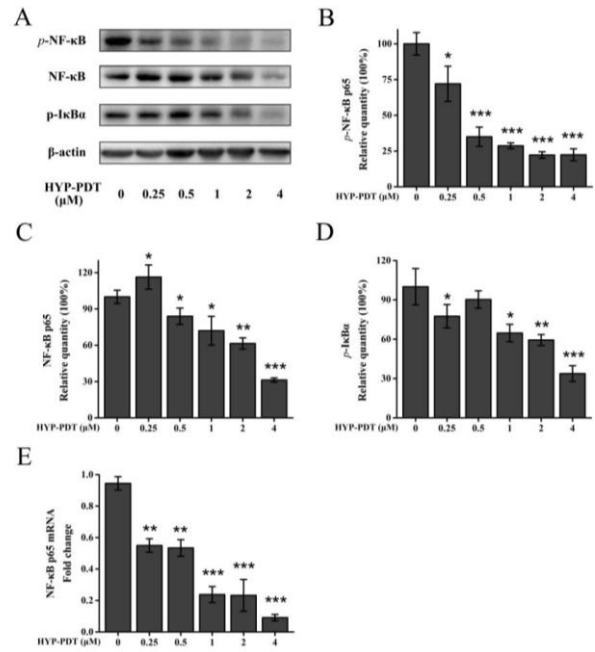 A
p-NF-κB
NF-κB
p-IκBα
β-actin
HYP-PDT
(μM)
0 0.25 0.5 1 2 4
B
p-NF-κB p65
Relative quantity (100%)
100
75
50
25
0
*
***
***
***
***
HYP-PDT (μM)
0 0.25 0.5 1 2 4
C
NF-κB p65
Relative quantity (100%)
120
90
60
30
0
*
*
*
**
***
HYP-PDT (μM)
0 0.25 0.5 1 2 4
D
p-IκBα
Relative quantity (100%)
120
90
60
30
0
*
*
**
***
HYP-PDT (μM)
0 0.25 0.5 1 2 4
E
NF-κB p65 mRNA
Fold change
1.0
0.8
0.6
0.4
0.2
0.0
**
**
***
***
***
HYP-PDT (μM)
0 0.25 0.5 1 2 4